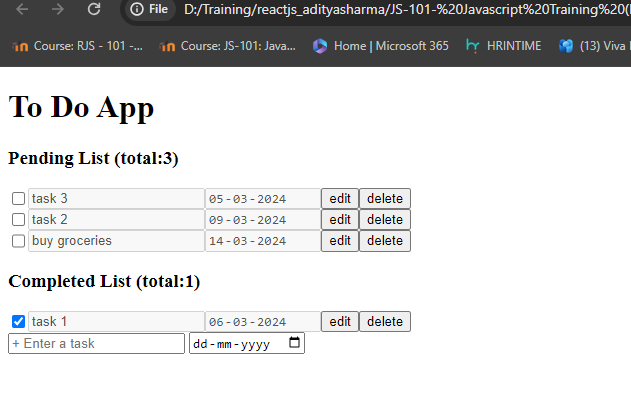 File D:/Training/reactjs_adityasharma/JS-101-%20Javascript%20Training%20(
Course: RJS - 101 -... Course: JS-101: Java... Home | Microsoft 365 HRINTIME (13) Viva
To Do App
Pending List (total:3)
task 3 05-03-2024 edit delete
task 2 09-03-2024 edit delete
buy groceries 14-03-2024 edit delete
Completed List (total:1)
task 1 06-03-2024 edit delete
+ Enter a task dd-mm-yyyy